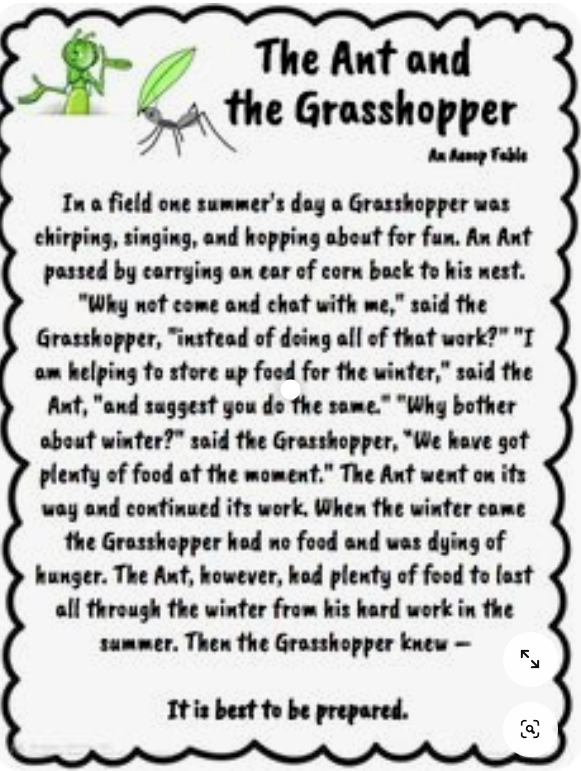 The Ant and
the Grasshopper
An Aesop Fable
In a field one summer's day a Grasshopper was
chirping, singing, and hopping about for fun. An Ant
passed by carrying an ear of corn back to his nest.
"Why not come and chat with me," said the
Grasshopper, "instead of doing all of that work?" "I
am helping to store up food for the winter," said the
Ant, "and suggest you do the same." "Why bother
about winter?" said the Grasshopper, "We have got
plenty of food at the moment." The Ant went on its
way and continued its work. When the winter came
the Grasshopper had no food and was dying of
hunger. The Ant, however, had plenty of food to last
all through the winter from his hard work in the
summer. Then the Grasshopper knew –
It is best to be prepared.